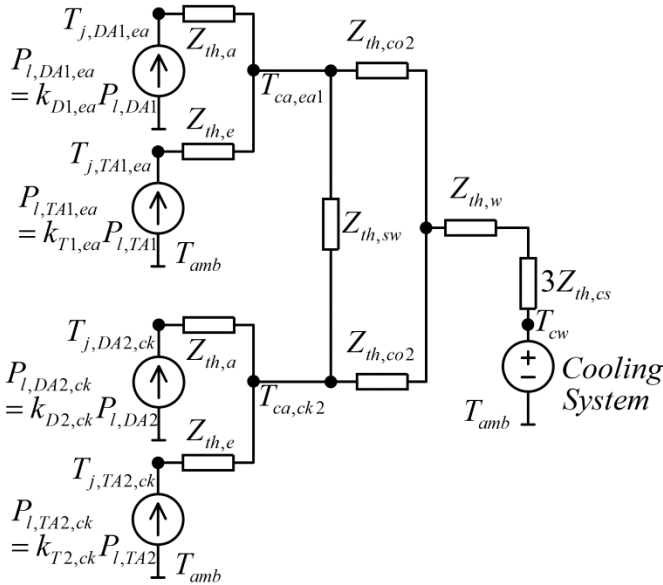 T_{j,DA1,ea}
Z_{th,a}
Z_{th,co2}
P_{l,DA1,ea}
= k_{D1,ea} P_{l,DA1}
T_{ca,ea1}
Z_{th,e}
T_{j,TA1,ea}
Z_{th,w}
P_{l,TA1,ea}
= k_{T1,ea} P_{l,TA1}
Z_{th,sw}
T_{amb}
3Z_{th,cs}
T_{j,DA2,ck}
Z_{th,a}
Z_{th,co2}
T_{cw}
P_{l,DA2,ck}
= k_{D2,ck} P_{l,DA2}
T_{ca,ck2}
+
−
Cooling
System
T_{amb}
Z_{th,e}
T_{j,TA2,ck}
P_{l,TA2,ck}
= k_{T2,ck} P_{l,TA2}
T_{amb}